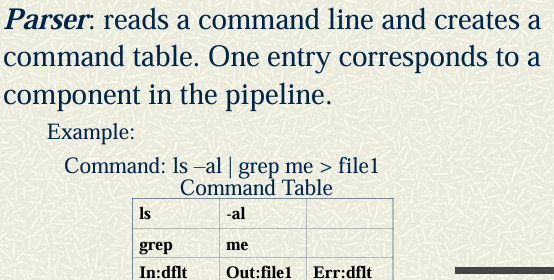 Parser: reads a command line and creates a
command table. One entry corresponds to a
component in the pipeline.
Example:
Command: ls –al | grep me > file1
Command Table
ls -al
grep me
In:dflt Out:file1 Err:dflt